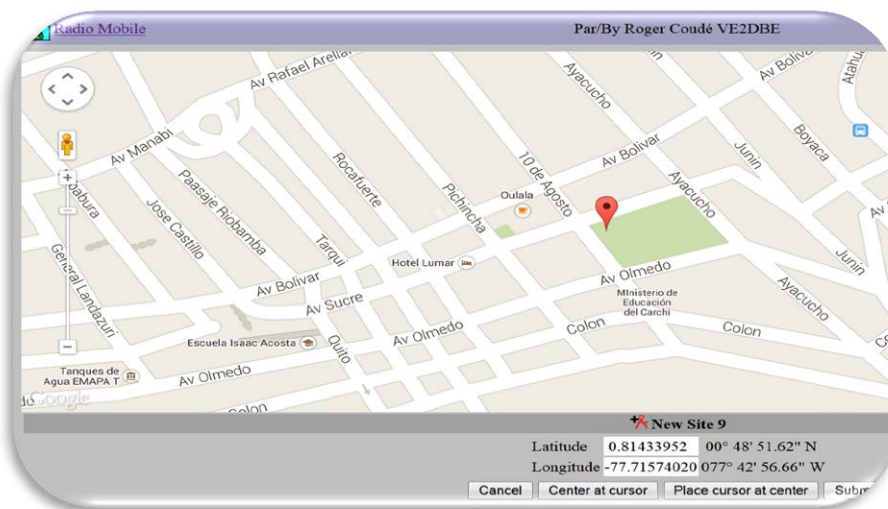 Radio Mobile
Par/By Roger Coudé VE2DBE
Av Rafael Arella
Ayacucho
Av Boliva
Atahua
Av Manabi
Boyaca
Junin
Rocafuerte
10 de Agosto
Av Bolivar
Paasaje Riobamba
Pichincha
Oulala
Ayacucho
Jose Castillo
Tarqui
General Landazuri
Hotel Lumar
Av Bolivar
Av Olmedo
Junin
Av Sucre
MInisterio de
Educación
del Carchi
Ayacucho
Escuela Isaac Acosta
Quito
Av Olmedo
Colon
Colon
Tanques de
Agua EMAPA T
Av Olmedo
Google
Colon
New Site 9
Latitude 0.81433952 00° 48' 51.62" N
Longitude -77.71574020 077° 42' 56.66" W
Cancel Center at cursor Place cursor at center Subm